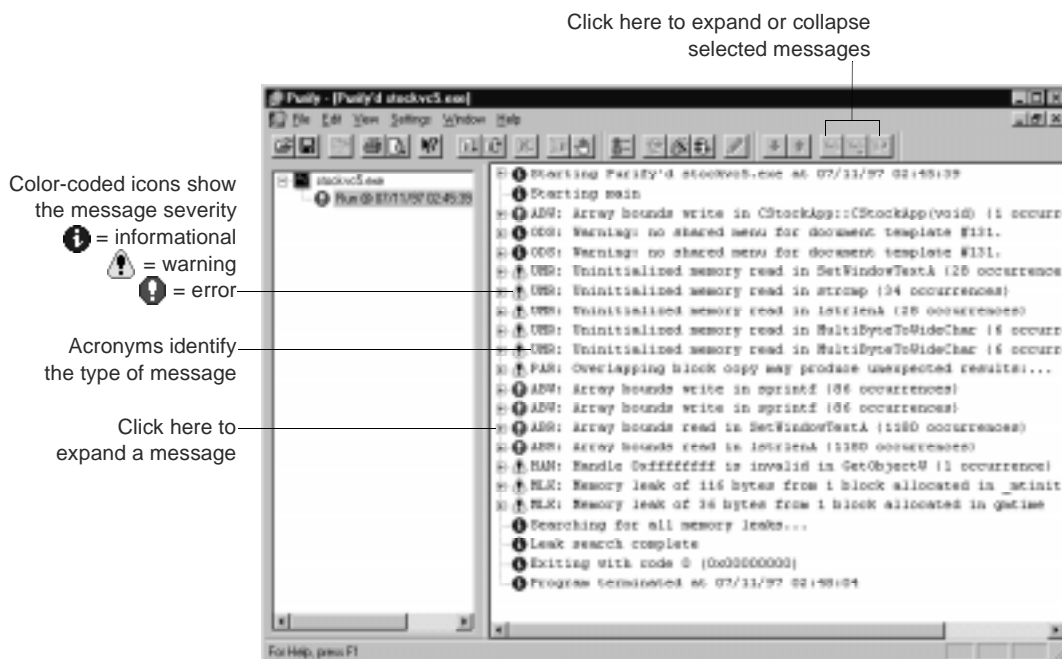 Click here to expand or collapse
selected messages
Purify - [Purify'd stockvc5.exe]
File Edit View Settings Window Help
Color-coded icons show
the message severity
= informational
= warning
= error
Acronyms identify
the type of message
Click here to
expand a message
stockvc5.exe
Run @ 07/11/97 02:45:39
Starting Purify'd stockvc5.exe at 07/11/97 02:45:39
Starting main
ABW: Array bounds write in CStockApp::CStockApp(void) (1 occurr
ODS: Warning: no shared menu for document template #131.
ODS: Warning: no shared menu for document template #131.
UMR: Uninitialized memory read in SetWindowTextA (28 occurrence
UMR: Uninitialized memory read in strcmp (34 occurrences)
UMR: Uninitialized memory read in lstrlenA (28 occurrences)
UMR: Uninitialized memory read in MultiByteToWideChar (6 occurr
UMR: Uninitialized memory read in MultiByteToWideChar (6 occurr
PAR: Overlapping block copy may produce unexpected results:...
ABW: Array bounds write in sprintf (86 occurrences)
ABW: Array bounds write in sprintf (86 occurrences)
ABR: Array bounds read in SetWindowTextA (1180 occurrences)
ABR: Array bounds read in lstrlenA (1180 occurrences)
HAN: Handle 0xffffffff is invalid in GetObjectW (1 occurrence)
MLK: Memory leak of 116 bytes from 1 block allocated in _mtinit
MLK: Memory leak of 36 bytes from 1 block allocated in gmtime
Searching for all memory leaks...
Leak search complete
Exiting with code 0 (0x00000000)
Program terminated at 07/11/97 02:48:04
For Help, press F1